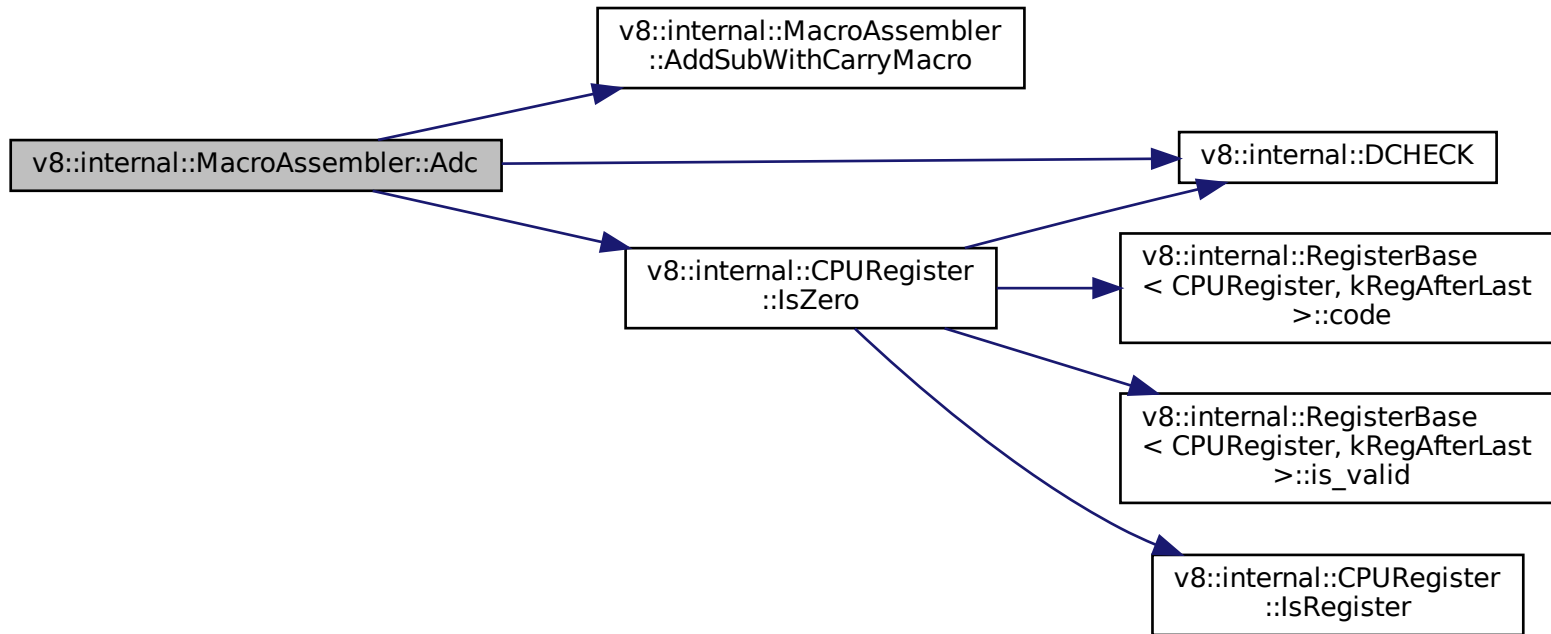 v8::internal::MacroAssembler
::AddSubWithCarryMacro
v8::internal::MacroAssembler::Adc
v8::internal::DCHECK
v8::internal::CPURegister
::IsZero
v8::internal::RegisterBase
< CPURegister, kRegAfterLast
>::code
v8::internal::RegisterBase
< CPURegister, kRegAfterLast
>::is_valid
v8::internal::CPURegister
::IsRegister